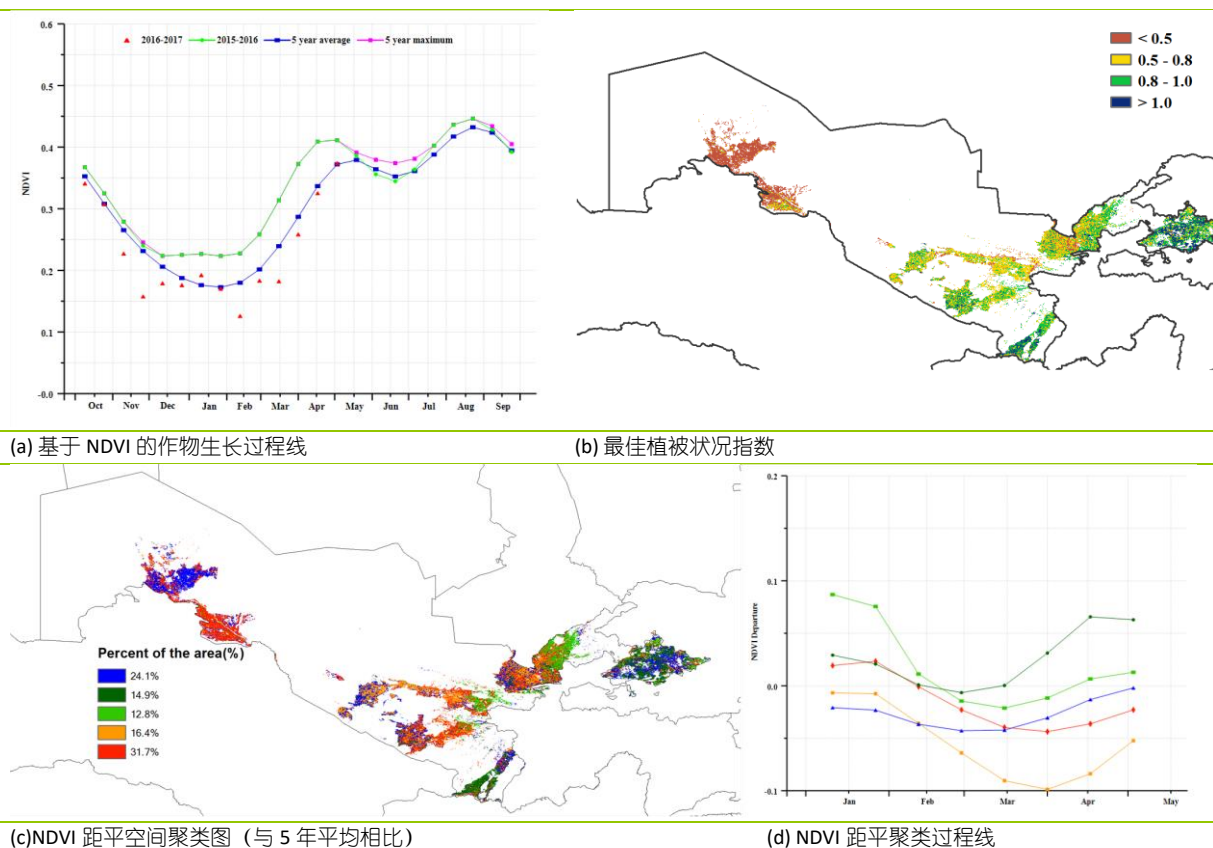 0.6
0.5
0.4
0.3
0.2
0.1
-0.0
NDVI
2016-2017 2015-2016 5 year average 5 year maximum
Oct Nov Dec Jan Feb Mar Apr May Jun Jul Aug Sep
< 0.5
0.5 - 0.8
0.8 - 1.0
> 1.0
(a) 基于 NDVI 的作物生长过程线
(b) 最佳植被状况指数
Percent of the area(%)
24.1%
14.9%
12.8%
16.4%
31.7%
0.2
0.1
0.0
-0.1
NDVI Departure
Jan Feb Mar Apr May
(c)NDVI 距平空间聚类图（与 5 年平均相比）
(d) NDVI 距平聚类过程线